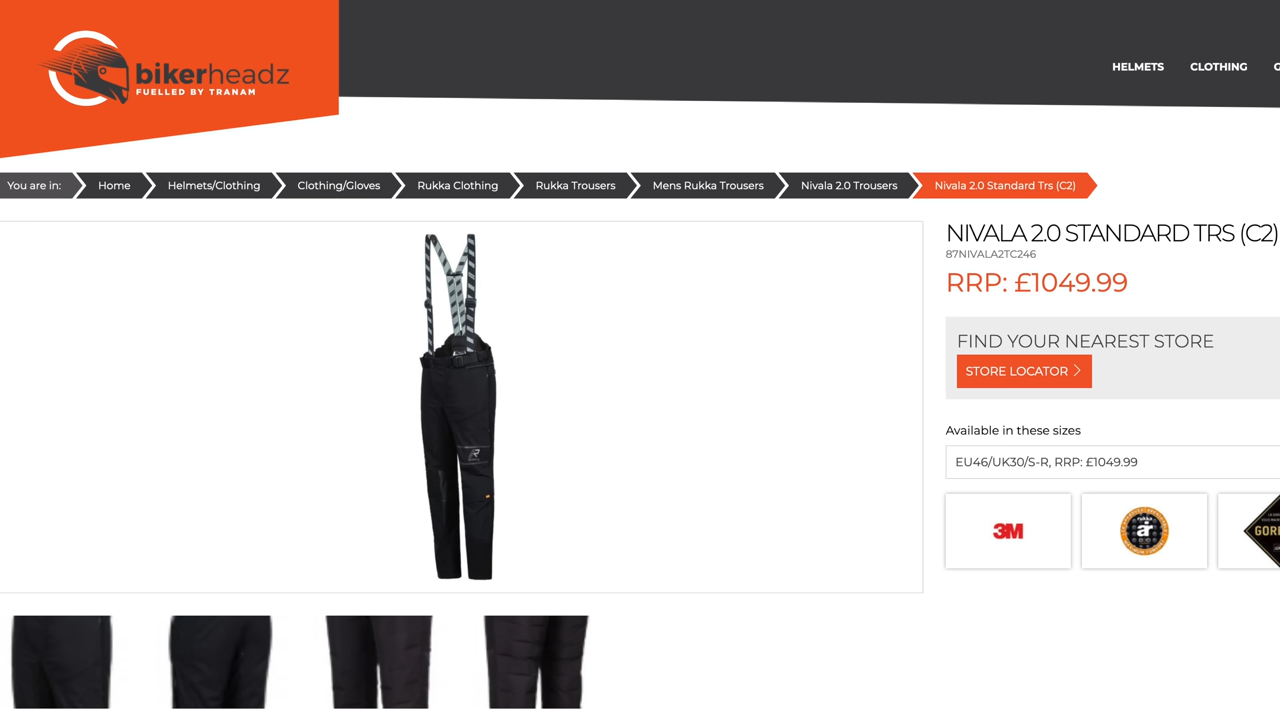 bikerheadz
FUELLED BY TRANAM
HELMETS
CLOTHING
You are in:
Home
Helmets/Clothing
Clothing/Gloves
Rukka Clothing
Rukka Trousers
Mens Rukka Trousers
Nivala 2.0 Trousers
Nivala 2.0 Standard Trs (C2)
NIVALA 2.0 STANDARD TRS (C2)
87NIVALA2TC246
RRP: £1049.99
FIND YOUR NEAREST STORE
STORE LOCATOR
Available in these sizes
EU46/UK30/S-R, RRP: £1049.99
3M
rukka
air